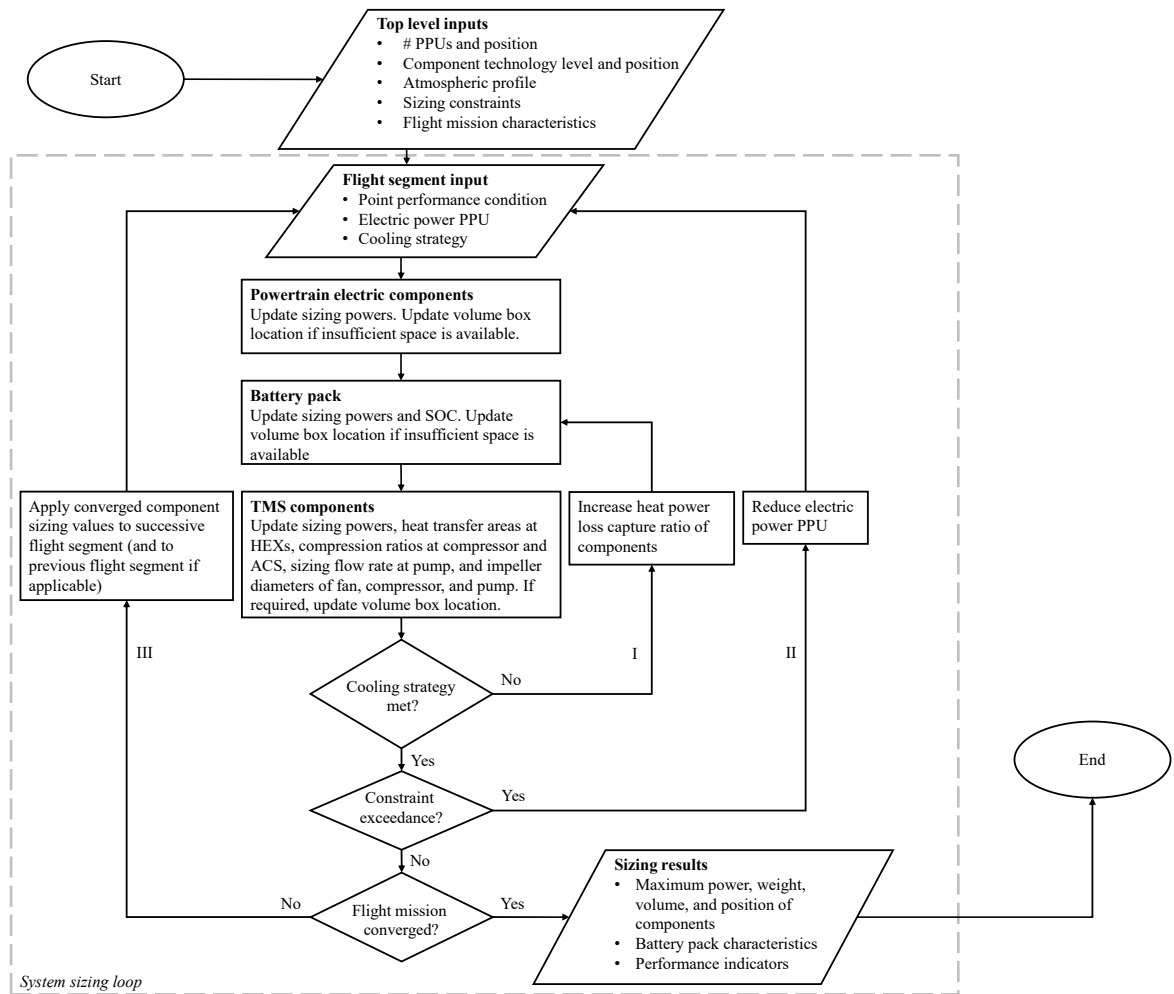 Start
Top level inputs
• # PPUs and position
• Component technology level and position
• Atmospheric profile
• Sizing constraints
• Flight mission characteristics
Flight segment input
• Point performance condition
• Electric power PPU
• Cooling strategy
Powertrain electric components
Update sizing powers. Update volume box
location if insufficient space is available.
Battery pack
Update sizing powers and SOC. Update
volume box location if insufficient space is
available
Apply converged component
sizing values to successive
flight segment (and to
previous flight segment if
applicable)
TMS components
Update sizing powers, heat transfer areas at
HEXs, compression ratios at compressor and
ACS, sizing flow rate at pump, and impeller
diameters of fan, compressor, and pump. If
required, update volume box location.
Increase heat power
loss capture ratio of
components
Reduce electric
power PPU
III
I
II
Cooling strategy
met?
No
Yes
Constraint
exceedance?
Yes
No
Flight mission
converged?
No
Yes
Sizing results
• Maximum power, weight,
volume, and position of
components
• Battery pack characteristics
• Performance indicators
End
System sizing loop